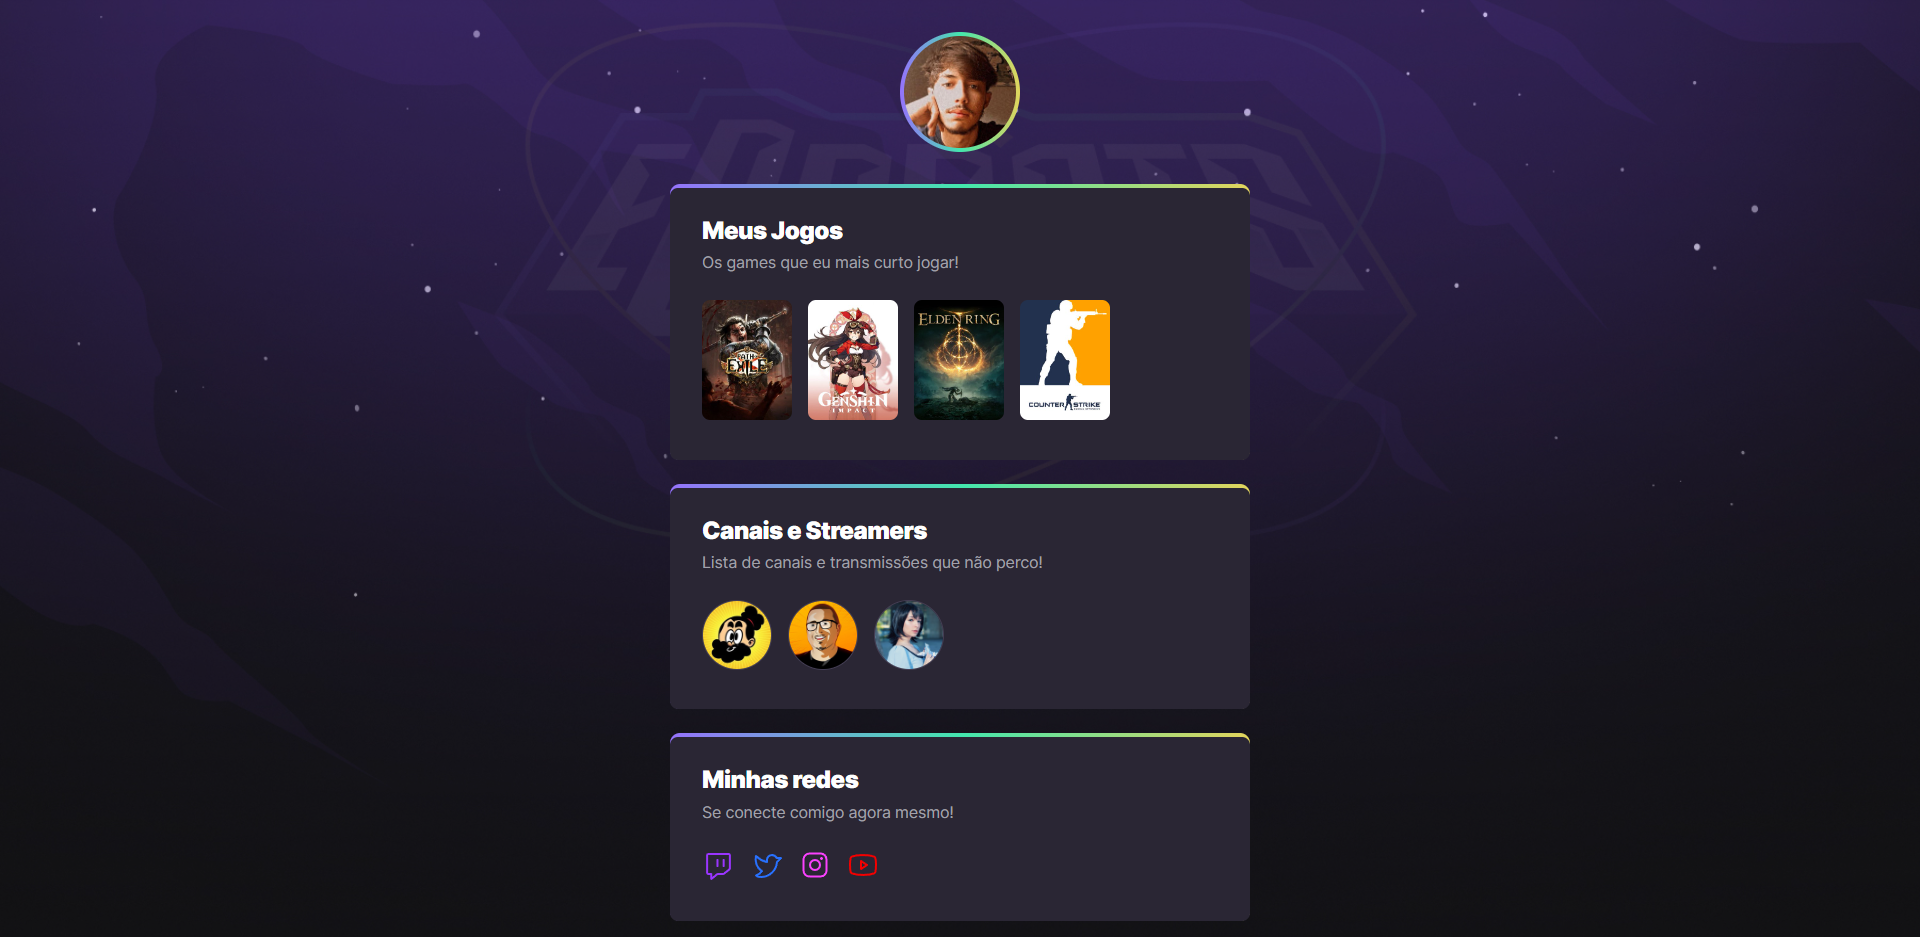 eSports
Meus Jogos
Os games que eu mais curto jogar!
PATH
EXILE
GENSHIN
IMPACT
ELDEN RING
COUNTER STRIKE
Canais e Streamers
Lista de canais e transmissões que não perco!
Minhas redes
Se conecte comigo agora mesmo!